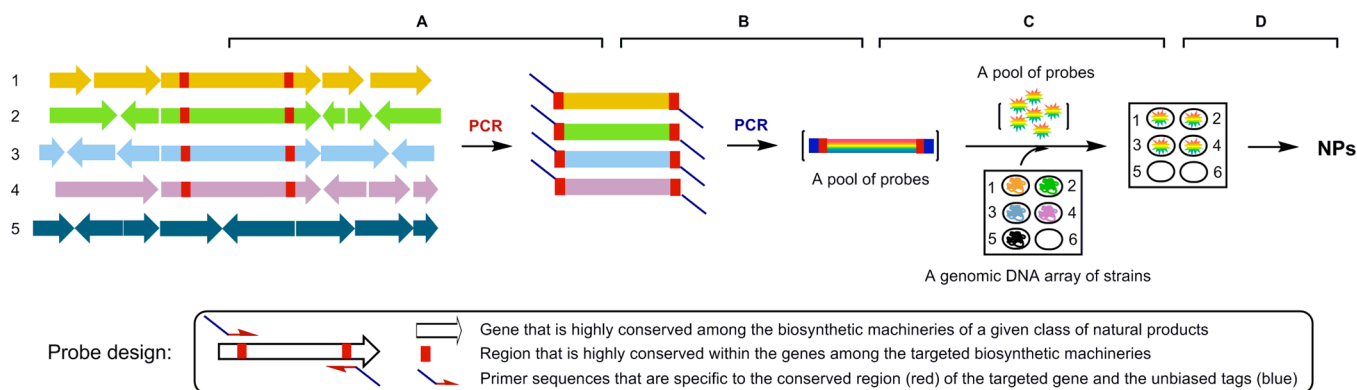 A B C D
A pool of probes
1
2
3
4
5
PCR
PCR
A pool of probes
1 2
3 4
5 6
A genomic DNA array of strains
1 2
3 4
5 6
NPs
Probe design:
Gene that is highly conserved among the biosynthetic machineries of a given class of natural products
Region that is highly conserved within the genes among the targeted biosynthetic machineries
Primer sequences that are specific to the conserved region (red) of the targeted gene and the unbiased tags (blue)